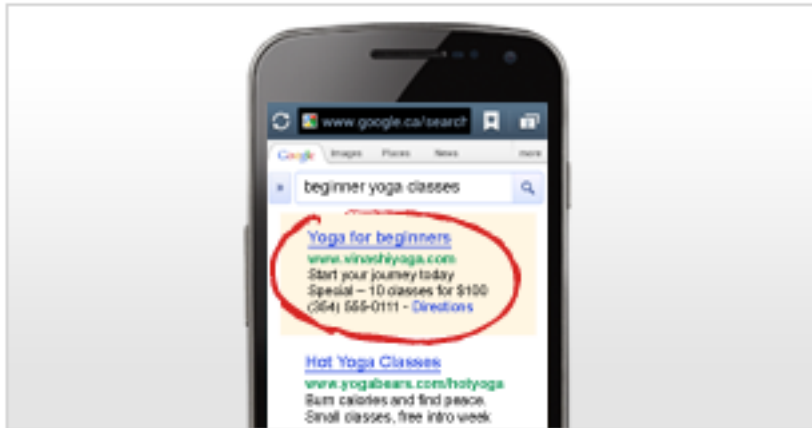 www.google.ca/search
Google Images Places News more
beginner yoga classes
Yoga for beginners
www.vinashiyoga.com
Start your journey today
Special – 10 classes for $100
(354) 555-0111 - Directions
Hot Yoga Classes
www.yogabears.com/hotyoga
Burn calories and find peace.
Small classes, free intro week